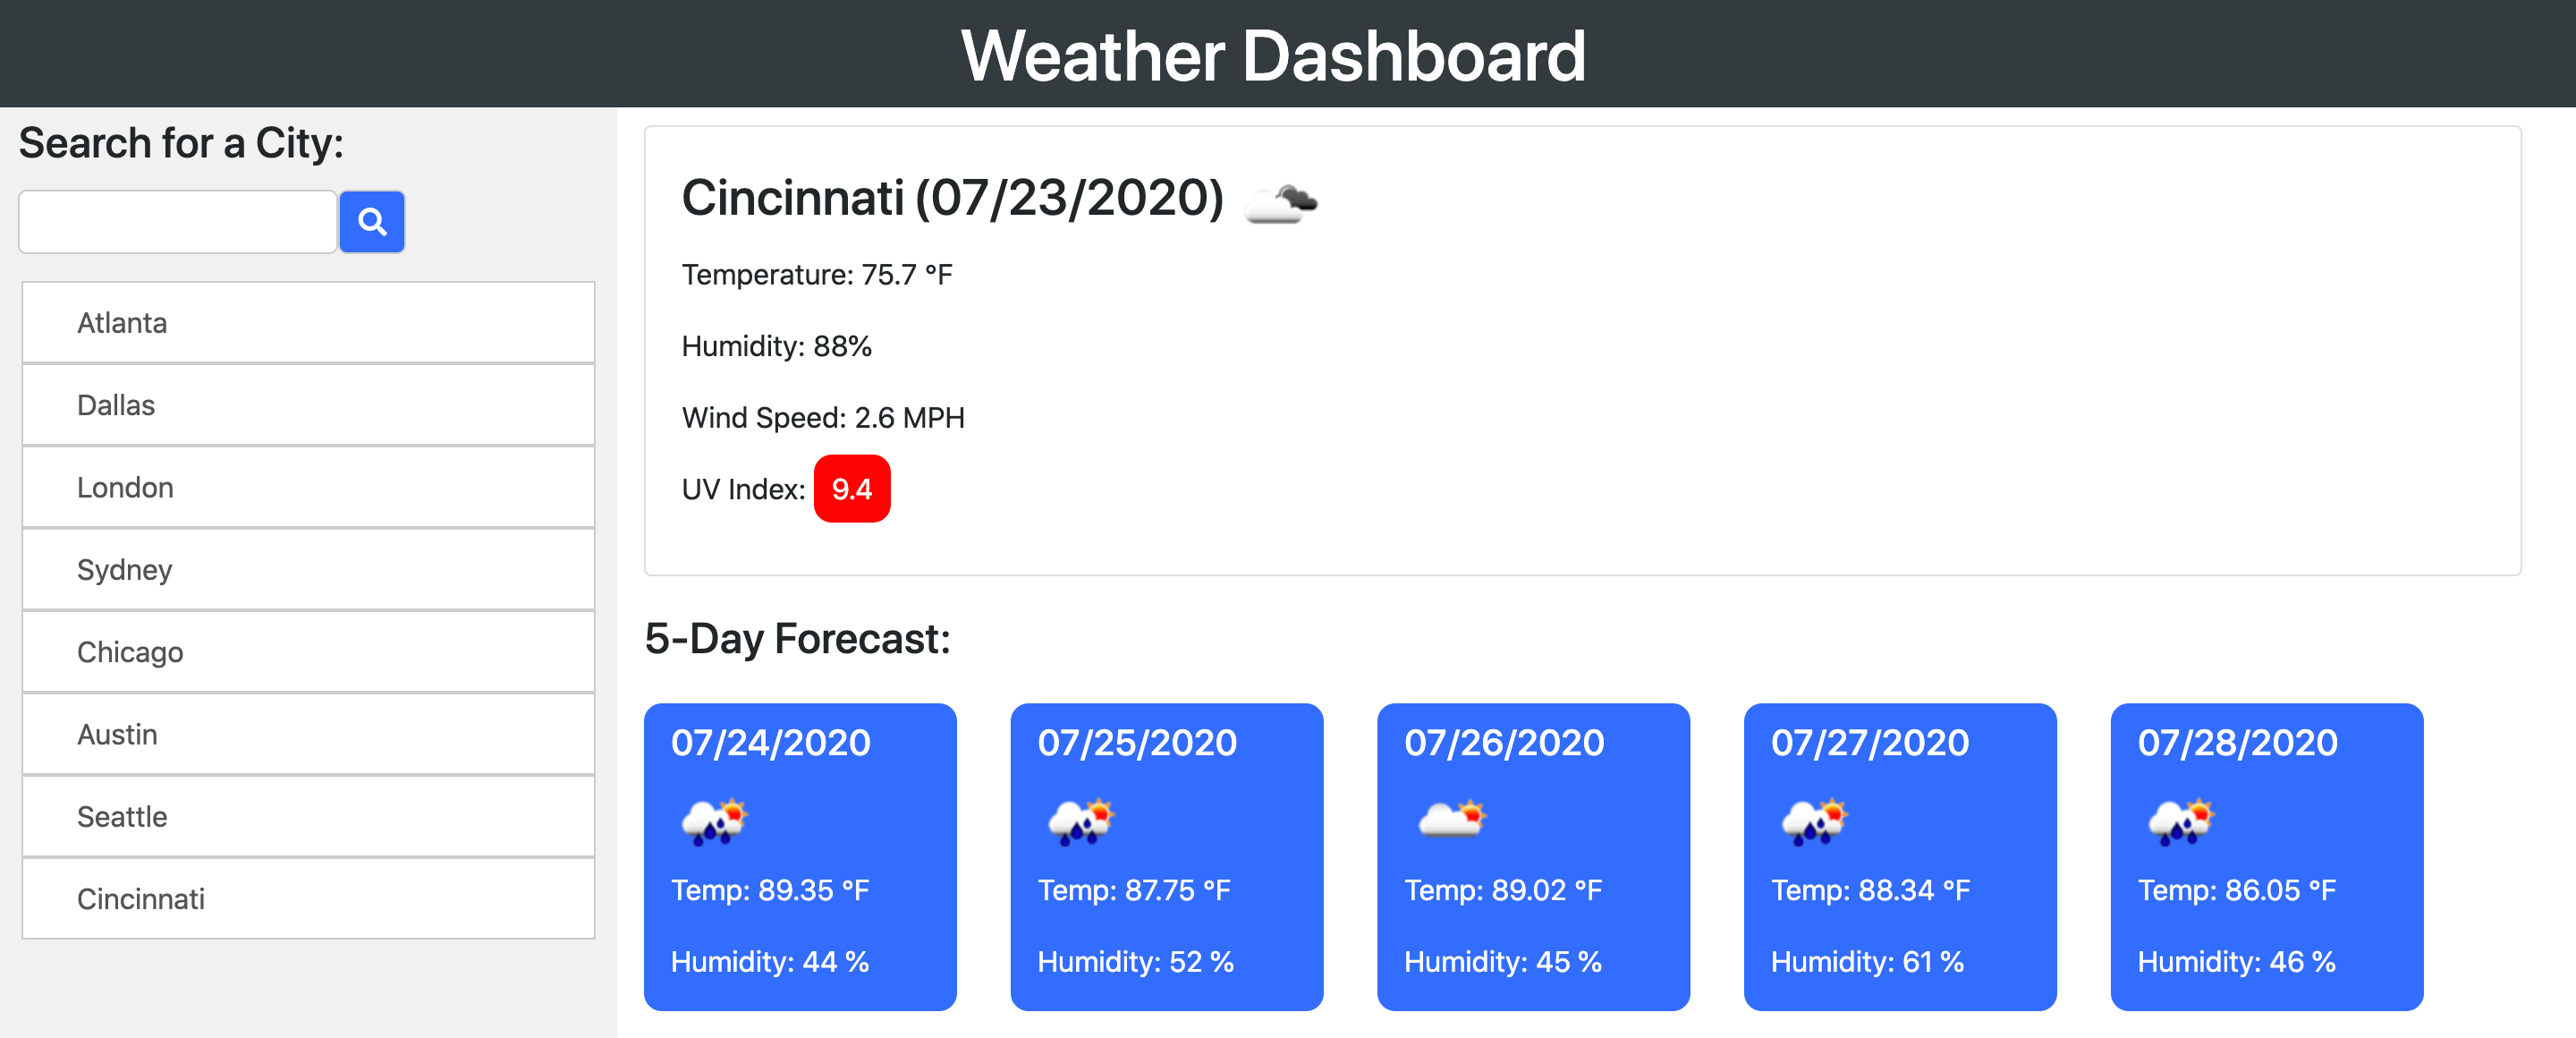 Weather Dashboard
Search for a City:
Atlanta
Dallas
London
Sydney
Chicago
Austin
Seattle
Cincinnati
Cincinnati (07/23/2020)
Temperature: 75.7 °F
Humidity: 88%
Wind Speed: 2.6 MPH
UV Index: 9.4
5-Day Forecast:
07/24/2020
Temp: 89.35 °F
Humidity: 44 %
07/25/2020
Temp: 87.75 °F
Humidity: 52 %
07/26/2020
Temp: 89.02 °F
Humidity: 45 %
07/27/2020
Temp: 88.34 °F
Humidity: 61 %
07/28/2020
Temp: 86.05 °F
Humidity: 46 %